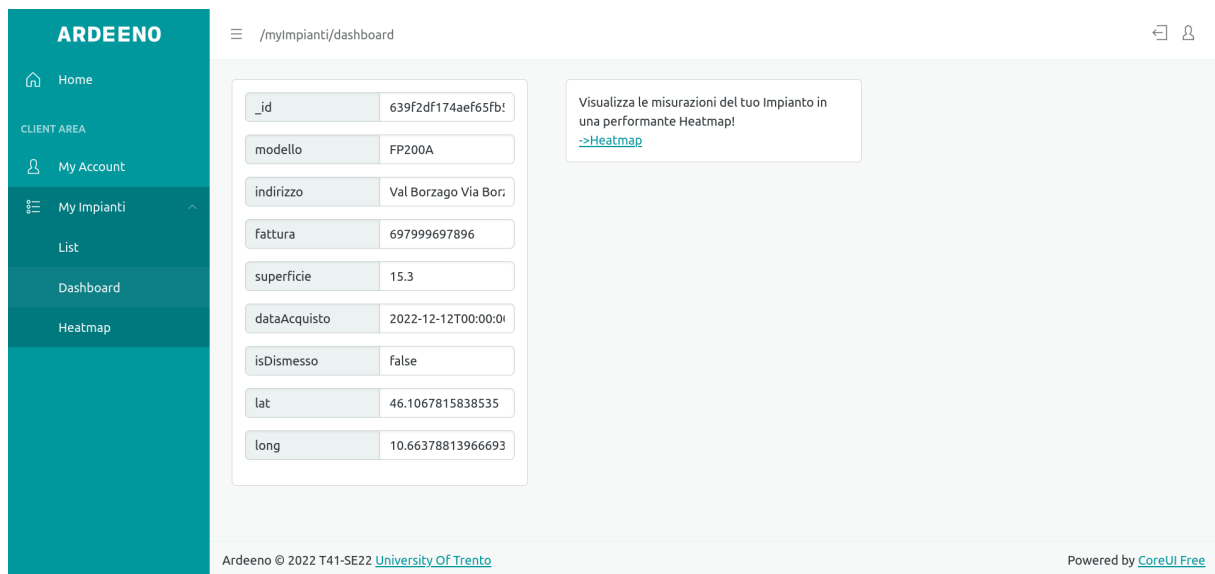 ARDEENO
/myImpianti/dashboard
Home
CLIENT AREA
My Account
My Impianti
List
Dashboard
Heatmap
_id 639f2df174aef65fb
modello FP200A
indirizzo Val Borzago Via Bor
fattura 697999697896
superficie 15.3
dataAcquisto 2022-12-12T00:00:0
isDismesso false
lat 46.1067815838535
long 10.66378813966693
Visualizza le misurazioni del tuo Impianto in
una performante Heatmap!
->Heatmap
Ardeeno © 2022 T41-SE22 University Of Trento
Powered by CoreUI Free